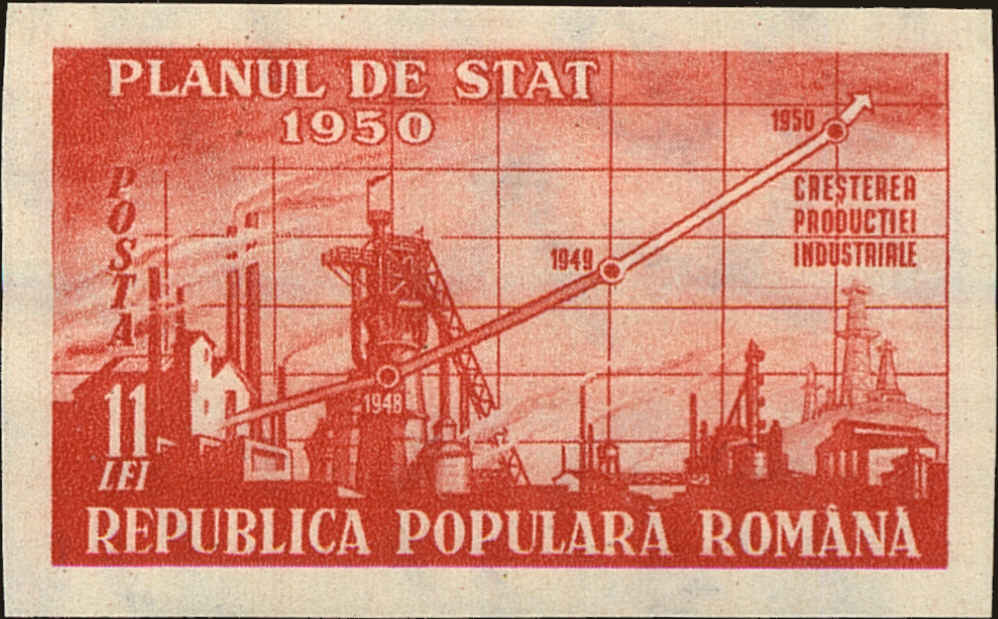 PLANUL DE STAT
1950
POSTA
1950
CREȘTEREA
PRODUCȚIEI
INDUSTRIALE
1949
1948
11
LEI
REPUBLICA POPULARĂ ROMÂNĂ